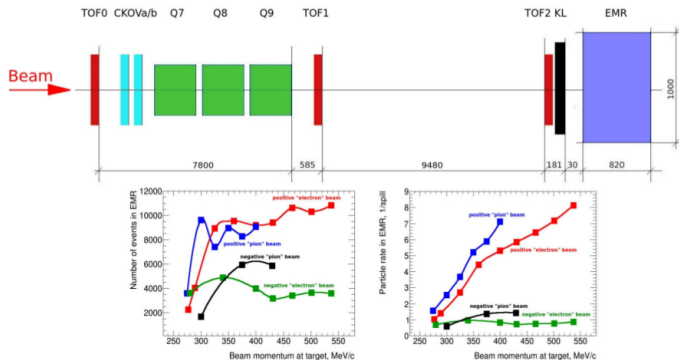 TOF0 CKOVa/b Q7 Q8 Q9 TOF1 TOF2 KL EMR
Beam
1000
7800 585 9480 181 30 820
12000
10000
8000
6000
4000
2000
Number of events in EMR
positive "electron" beam
positive "pion" beam
negative "pion" beam
negative "electron" beam
250 300 350 400 450 500 550
Beam momentum at target, MeV/c
9
8
7
6
5
4
3
2
1
0
Particle rate in EMR, 1/spill
positive "pion" beam
positive "electron" beam
negative "pion" beam
negative "electron" beam
250 300 350 400 450 500 550
Beam momentum at target, MeV/c